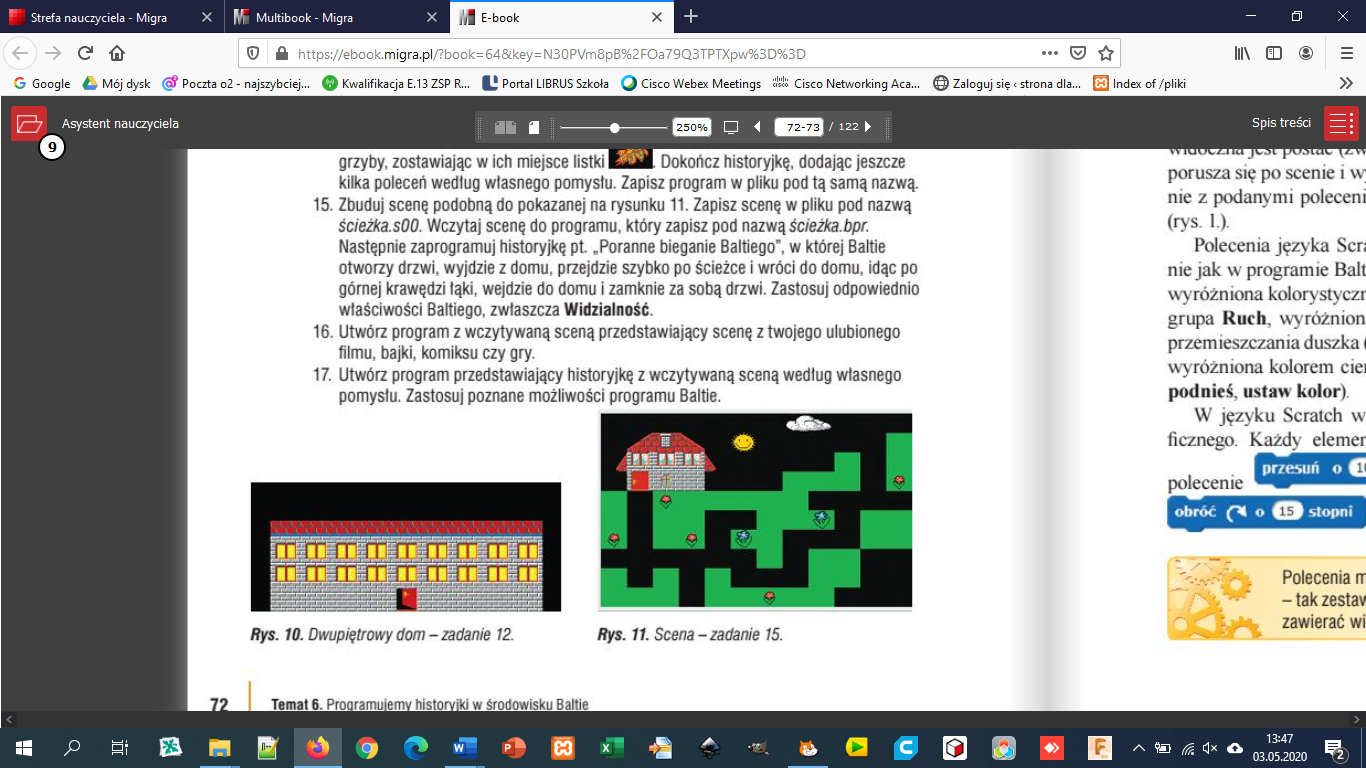 Strefa nauczyciela - Migra
Multibook - Migra
E-book
https://ebook.migra.pl/?book=64&key=N30PVm8pB%2FOa79Q3TPTXpw%3D%3D
Google
Mój dysk
Poczta o2 - najszybciej...
Kwalifikacja E.13 ZSP R...
Portal LIBRUS Szkoła
Cisco Webex Meetings
Cisco Networking Aca...
Zaloguj się ‹ strona dla...
Index of /pliki
Asystent nauczyciela
9
250%
72-73 / 122
Spis treści
grzyby, zostawiając w ich miejsce listki . Dokończ historyjkę, dodając jeszcze
kilka poleceń według własnego pomysłu. Zapisz program w pliku pod tą samą nazwą.
15. Zbuduj scenę podobną do pokazanej na rysunku 11. Zapisz scenę w pliku pod nazwą
ścieżka.s00. Wczytaj scenę do programu, który zapisz pod nazwą ścieżka.bpr.
Następnie zaprogramuj historyjkę pt. „Poranne bieganie Baltiego”, w której Baltie
otworzy drzwi, wyjdzie z domu, przejdzie szybko po ścieżce i wróci do domu, idąc po
górnej krawędzi łąki, wejdzie do domu i zamknie za sobą drzwi. Zastosuj odpowiednio
właściwości Baltiego, zwłaszcza Widzialność.
16. Utwórz program z wczytywaną sceną przedstawiający scenę z twojego ulubionego
filmu, bajki, komiksu czy gry.
17. Utwórz program przedstawiający historyjkę z wczytywaną sceną według własnego
pomysłu. Zastosuj poznane możliwości programu Baltie.
Rys. 10. Dwupiętrowy dom – zadanie 12.
Rys. 11. Scena – zadanie 15.
72
Temat 6. Programujemy historyjki w środowisku Baltie
widoczna jest postać (zw
porusza się po scenie i wy
nie z podanymi poleceni
(rys. 1.).
Polecenia języka Scra
nie jak w programie Balt
wyróżniona kolorystyczn
grupa Ruch, wyróżniona
przemieszczania duszka (
wyróżniona kolorem cier
podnieś, ustaw kolor).
W języku Scratch w
ficznego. Każdy elemen
polecenie przesuń o 10
obróć o 15 stopni
Polecenia m
– tak zestaw
zawierać wi
13:47
03.05.2020
2